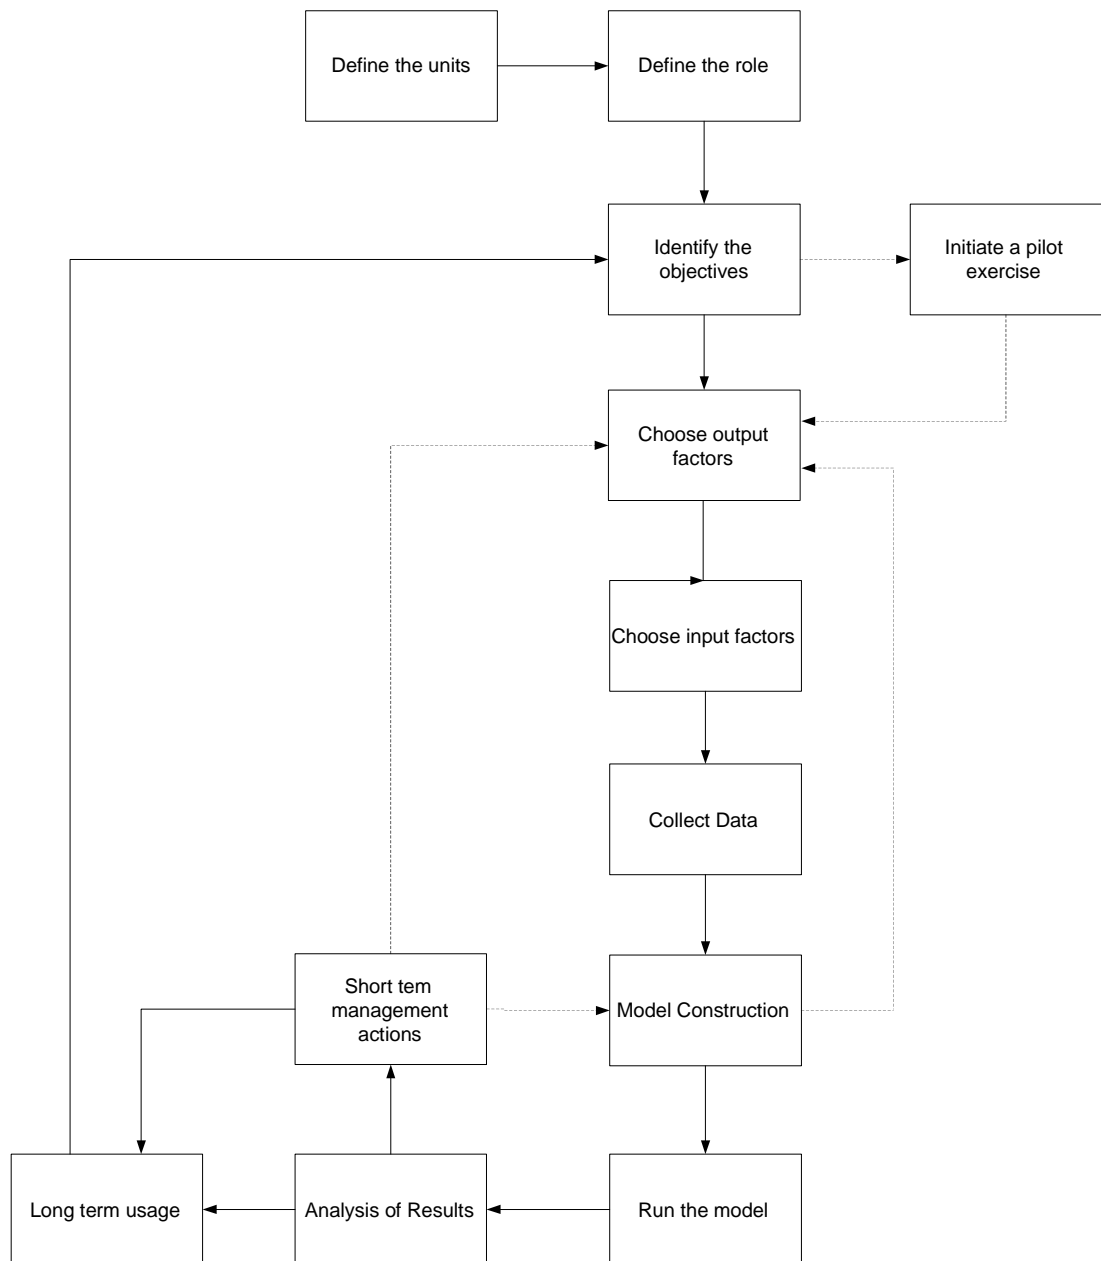 Define the units
Define the role
Identify the
objectives
Initiate a pilot
exercise
Choose output
factors
Choose input factors
Collect Data
Short tem
management
actions
Model Construction
Long term usage
Analysis of Results
Run the model